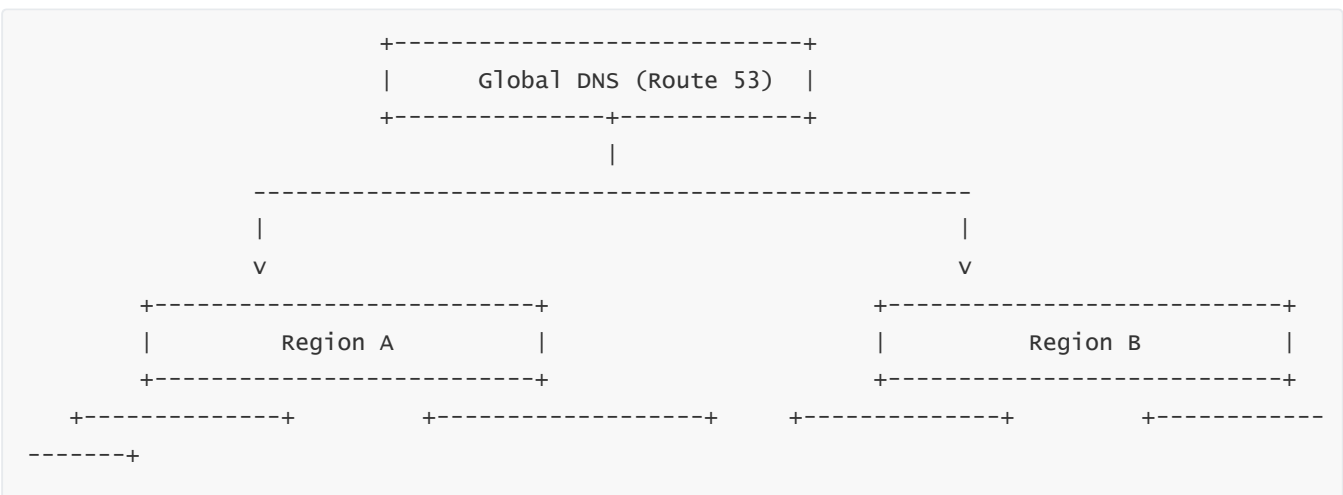 +-----------------------------+
|      Global DNS (Route 53)  |
+---------------+-------------+
|
---------------------------------------------------
|                                                 |
v                                                 v
+---------------------------+                       +----------------------------+
|         Region A          |                       |          Region B          |
+---------------------------+                       +----------------------------+
+--------------+         +-------------------+     +--------------+         +------------
-------+